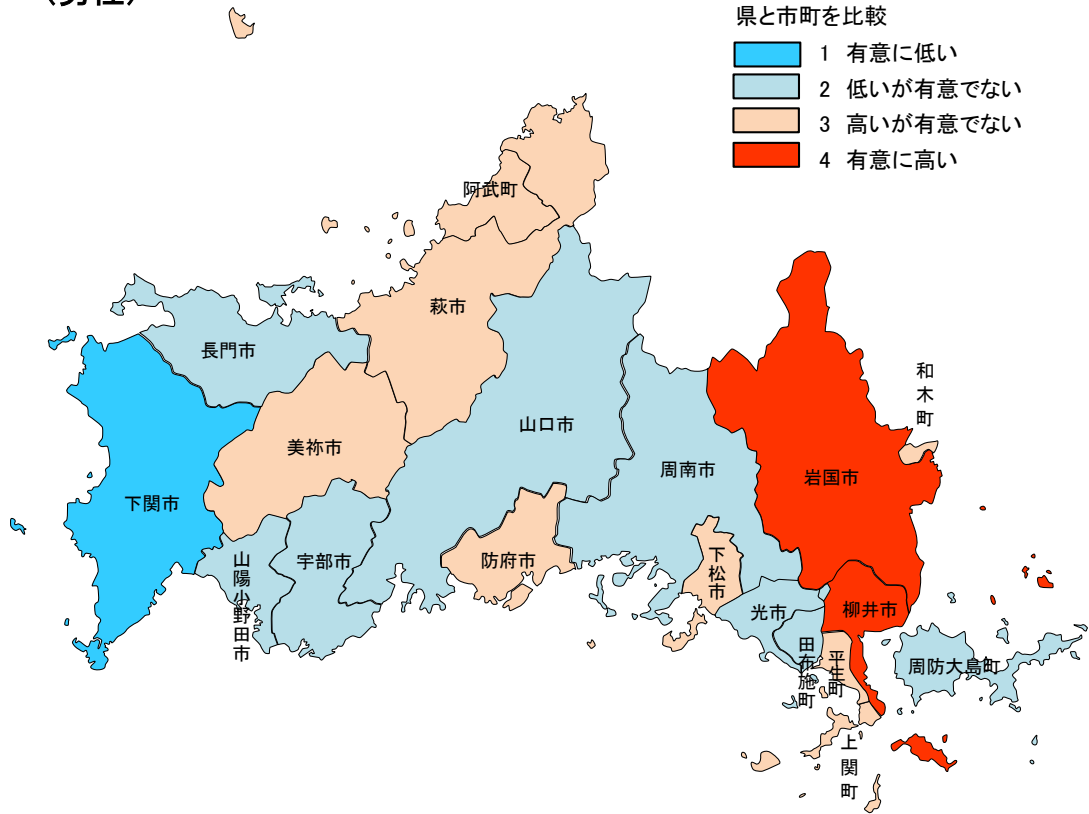 (男性)
県と市町を比較
1 有意に低い
2 低いが有意でない
3 高いが有意でない
4 有意に高い
阿武町
萩市
長門市
和木町
山口市
美祢市
周南市
岩国市
下関市
防府市
宇部市
山陽小野田市
下松市
光市
柳井市
田布施町
平生町
周防大島町
上関町